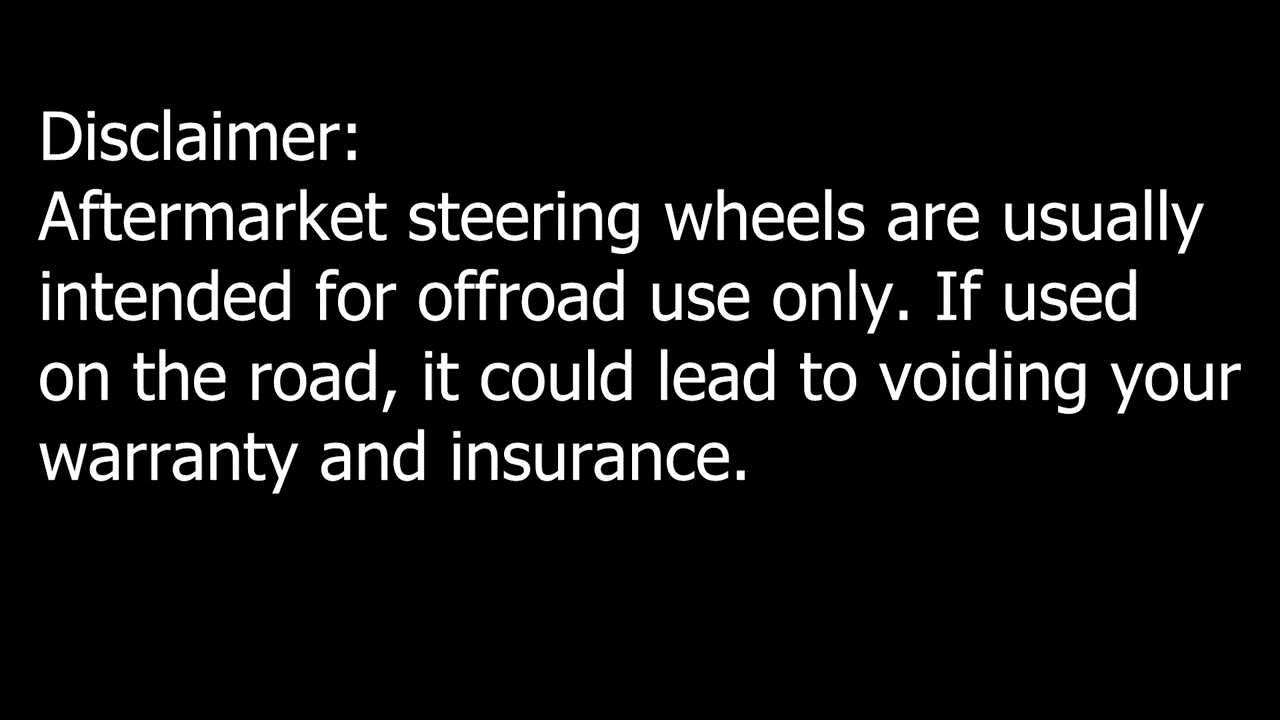 Disclaimer:
Aftermarket steering wheels are usually
intended for offroad use only. If used
on the road, it could lead to voiding your
warranty and insurance.